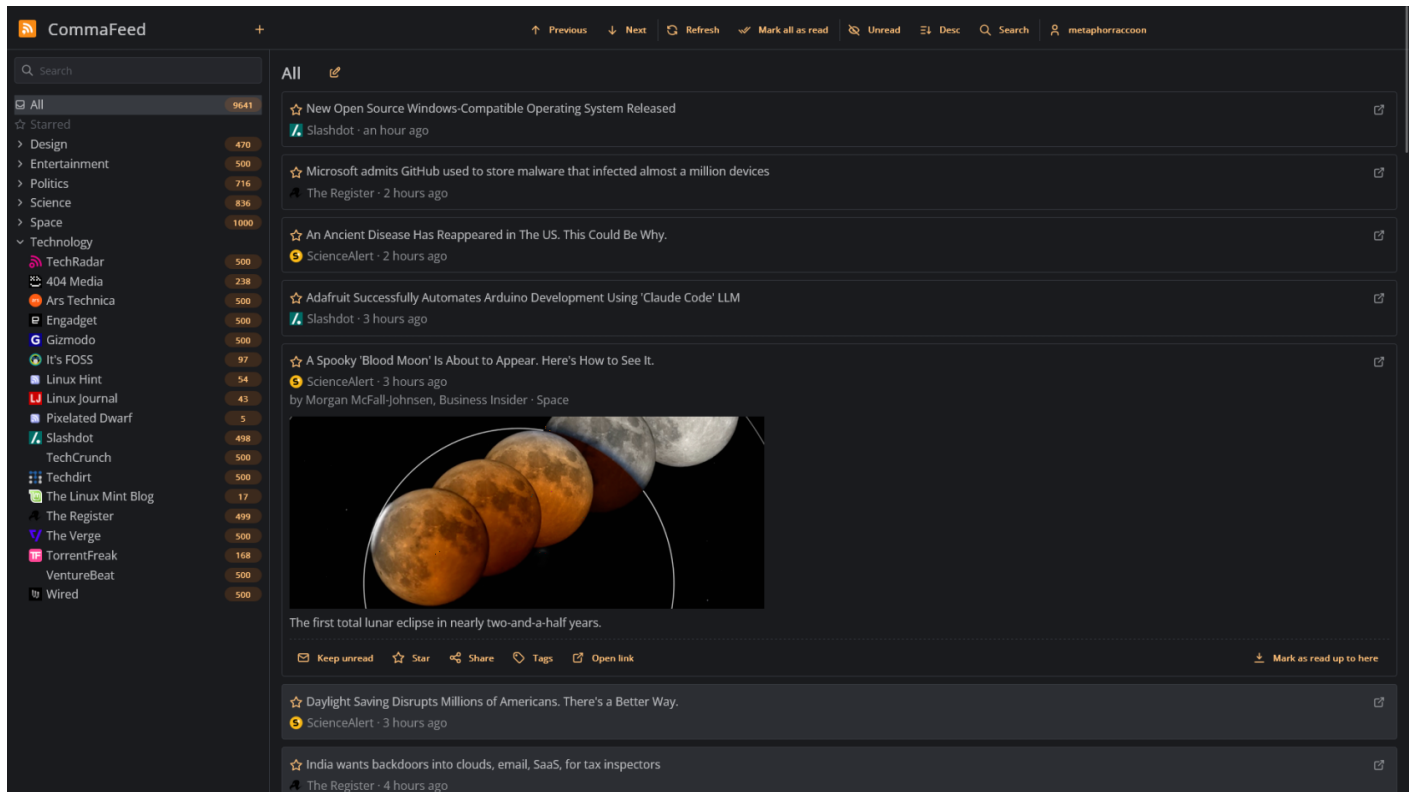 CommaFeed
Previous Next Refresh Mark all as read Unread Desc Search metaphorraccoon
Search
All 9641
Starred
Design 470
Entertainment 500
Politics 716
Science 836
Space 1000
Technology
TechRadar 500
404 Media 238
Ars Technica 500
Engadget 500
Gizmodo 500
It's FOSS 97
Linux Hint 54
Linux Journal 43
Pixelated Dwarf 5
Slashdot 498
TechCrunch 500
Techdirt 500
The Linux Mint Blog 17
The Register 499
The Verge 500
TorrentFreak 168
VentureBeat 500
Wired 500
All
New Open Source Windows-Compatible Operating System Released
Slashdot · an hour ago
Microsoft admits GitHub used to store malware that infected almost a million devices
The Register · 2 hours ago
An Ancient Disease Has Reappeared in The US. This Could Be Why.
ScienceAlert · 2 hours ago
Adafruit Successfully Automates Arduino Development Using 'Claude Code' LLM
Slashdot · 3 hours ago
A Spooky 'Blood Moon' Is About to Appear. Here's How to See It.
ScienceAlert · 3 hours ago
by Morgan McFall-Johnsen, Business Insider · Space
The first total lunar eclipse in nearly two-and-a-half years.
Keep unread Star Share Tags Open link Mark as read up to here
Daylight Saving Disrupts Millions of Americans. There's a Better Way.
ScienceAlert · 3 hours ago
India wants backdoors into clouds, email, SaaS, for tax inspectors
The Register · 4 hours ago